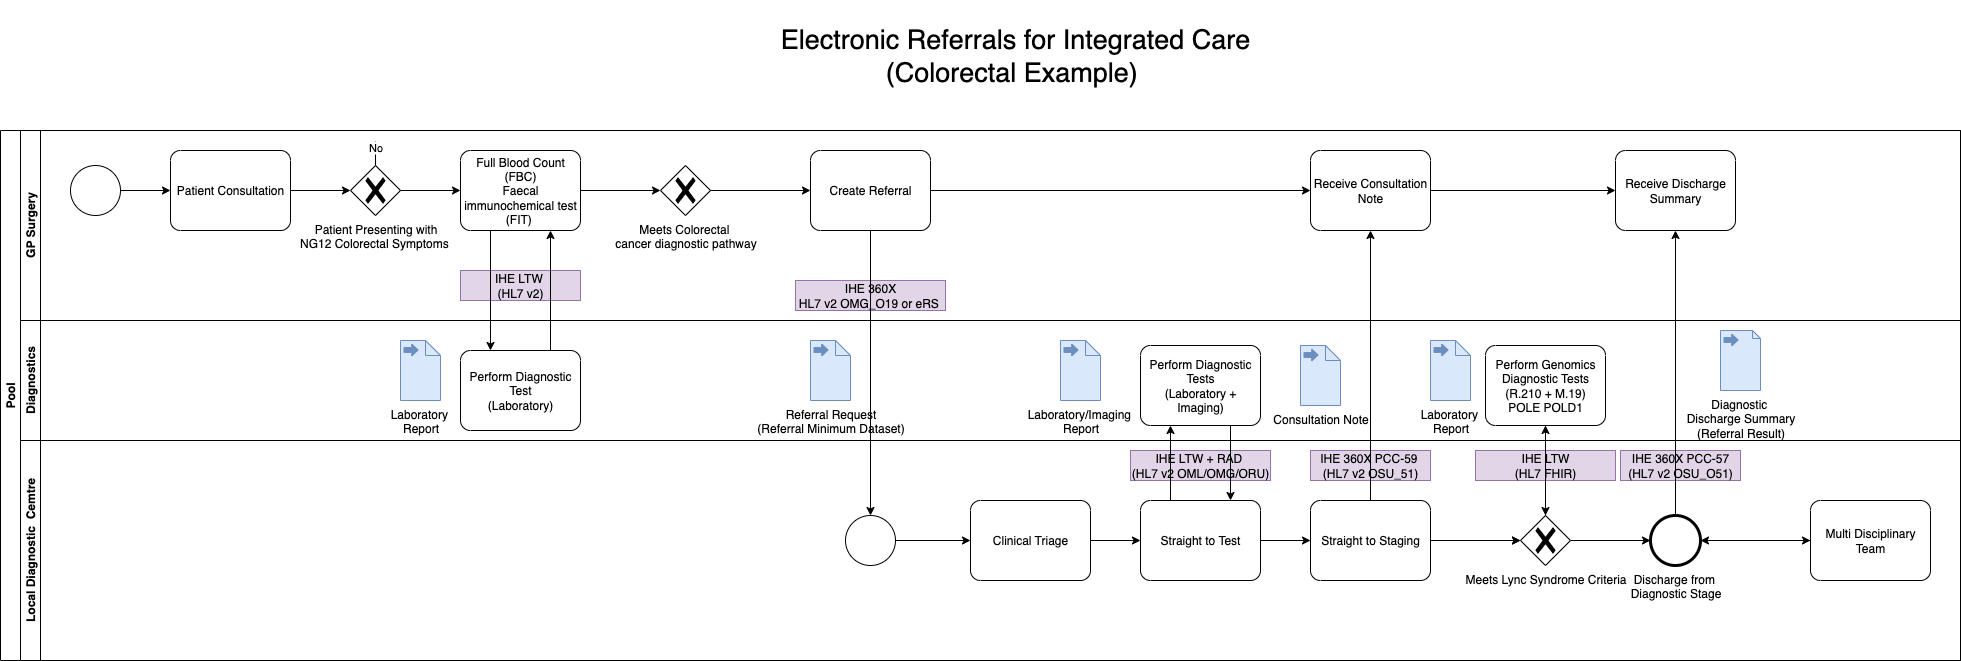 Electronic Referrals for Integrated Care
(Colorectal Example)
Pool
GP Surgery
No
Patient Consultation
Patient Presenting with
NG12 Colorectal Symptoms
Full Blood Count
(FBC)
Faecal
immunochemical test
(FIT)
Meets Colorectal
cancer diagnostic pathway
Create Referral
Receive Consultation
Note
Receive Discharge
Summary
IHE LTW
(HL7 v2)
IHE 360X
HL7 v2 OMG_O19 or eRS
Diagnostics
Laboratory
Report
Perform Diagnostic
Test
(Laboratory)
Referral Request
(Referral Minimum Dataset)
Laboratory/Imaging
Report
Perform Diagnostic
Tests
(Laboratory +
Imaging)
Consultation Note
Laboratory
Report
Perform Genomics
Diagnostic Tests
(R.210 + M.19)
POLE POLD1
Diagnostic
Discharge Summary
(Referral Result)
Local Diagnostic Centre
IHE LTW + RAD
(HL7 v2 OML/OMG/ORU)
IHE 360X PCC-59
(HL7 v2 OSU_51)
IHE LTW
(HL7 FHIR)
IHE 360X PCC-57
(HL7 v2 OSU_O51)
Clinical Triage
Straight to Test
Straight to Staging
Meets Lync Syndrome Criteria
Discharge from
Diagnostic Stage
Multi Disciplinary
Team